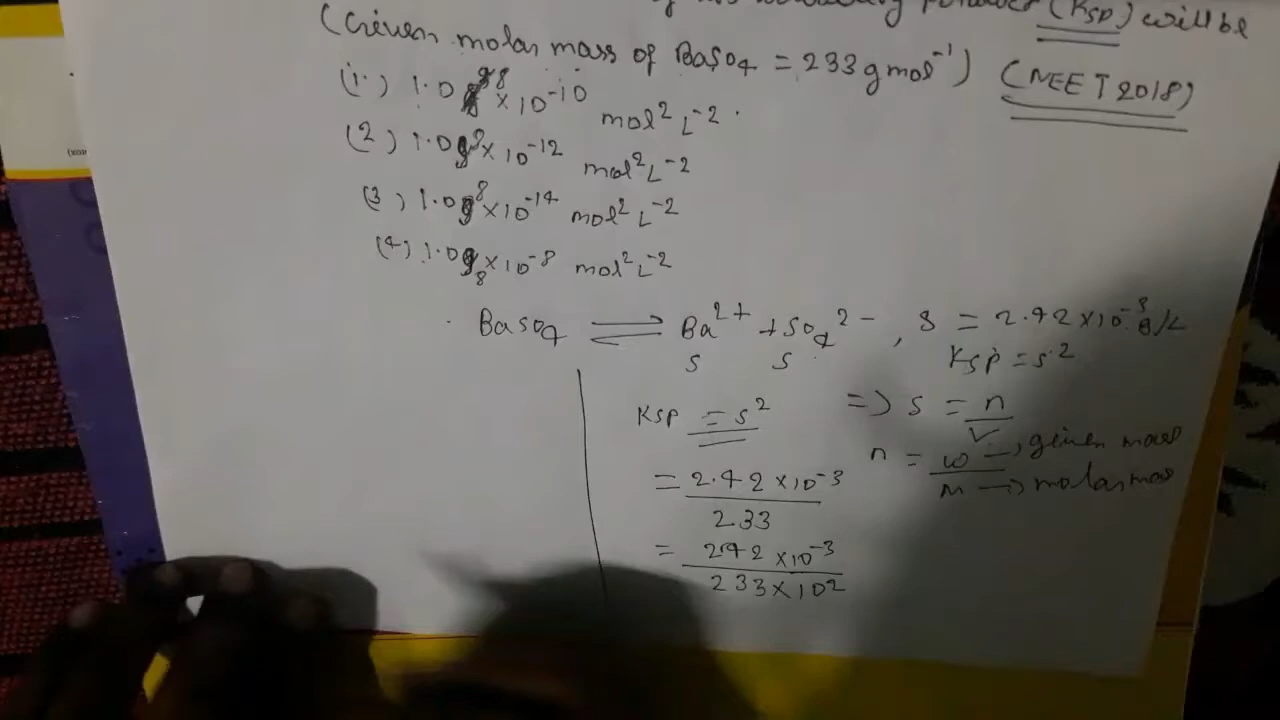 (Ksp) will be
(Given molar mass of BaSO4 = 233 g mol⁻¹) (NEET 2018)
(1.) 1.08 × 10⁻¹⁰ mol² L⁻² .
(2) 1.08 × 10⁻¹² mol² L⁻²
(3) 1.08 × 10⁻¹⁴ mol² L⁻²
(4) 1.08 × 10⁻⁸ mol² L⁻²
BaSO4 ⇌ Ba²⁺ + SO4²⁻ , S = 2.42 × 10⁻³ g/L
S S Ksp = S²
Ksp = S² => S = n/V
n = w → given mass
M → molar mass
= 2.42 × 10⁻³
233
= 242 × 10⁻³
233 × 10²